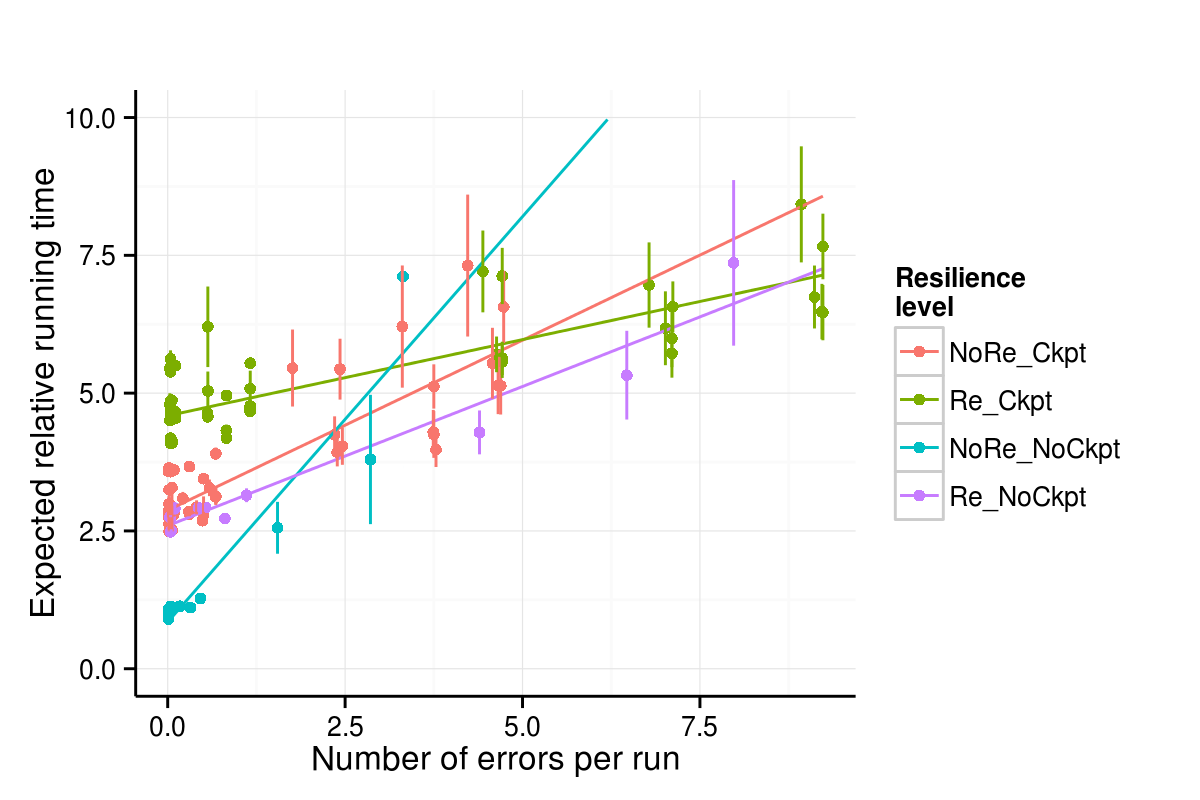 Expected relative running time
10.0
7.5
5.0
2.5
0.0
0.0 2.5 5.0 7.5
Number of errors per run
Resilience
level
NoRe_Ckpt
Re_Ckpt
NoRe_NoCkpt
Re_NoCkpt